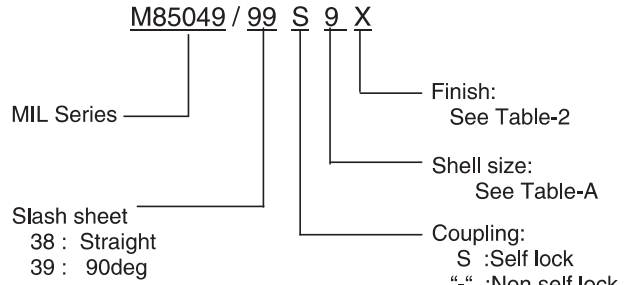 M85049 / 99 S 9 X
MIL Series
Finish:
See Table-2
Shell size:
See Table-A
Slash sheet
38 : Straight
39 : 90deg
Coupling:
S :Self lock
"-" :Non self lock